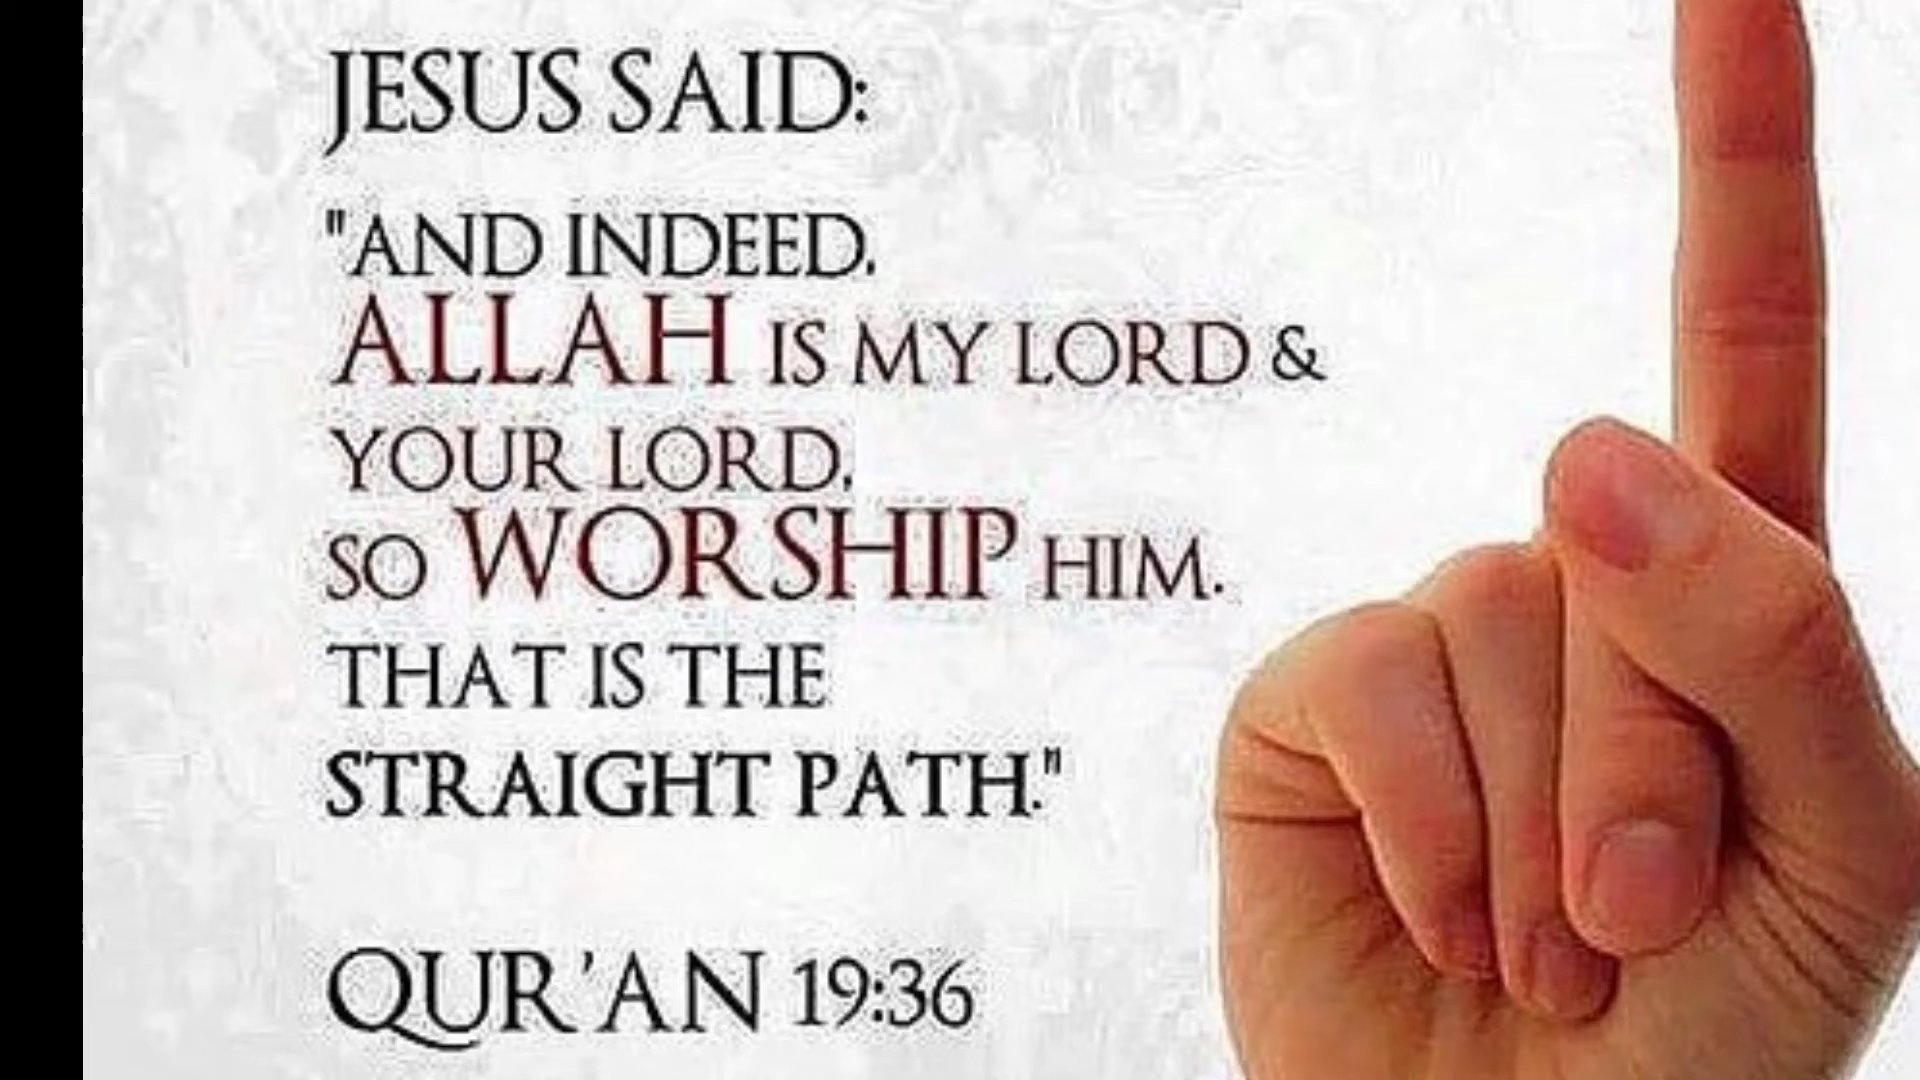 JESUS SAID:
"AND INDEED,
ALLAH IS MY LORD &
YOUR LORD,
SO WORSHIP HIM.
THAT IS THE
STRAIGHT PATH."
QUR'AN 19:36